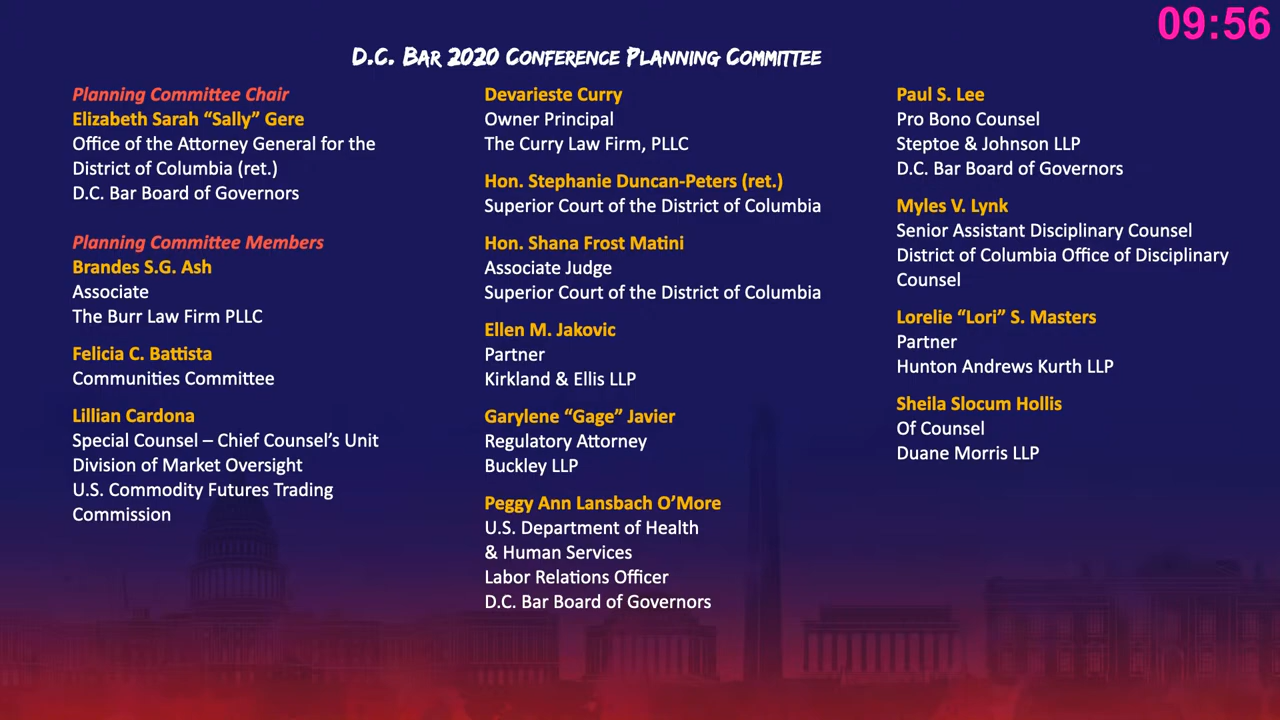 09:56
D.C. Bar 2020 Conference Planning Committee
Planning Committee Chair
Elizabeth Sarah “Sally” Gere
Office of the Attorney General for the
District of Columbia (ret.)
D.C. Bar Board of Governors
Planning Committee Members
Brandes S.G. Ash
Associate
The Burr Law Firm PLLC
Felicia C. Battista
Communities Committee
Lillian Cardona
Special Counsel – Chief Counsel’s Unit
Division of Market Oversight
U.S. Commodity Futures Trading
Commission
Devarieste Curry
Owner Principal
The Curry Law Firm, PLLC
Hon. Stephanie Duncan-Peters (ret.)
Superior Court of the District of Columbia
Hon. Shana Frost Matini
Associate Judge
Superior Court of the District of Columbia
Ellen M. Jakovic
Partner
Kirkland & Ellis LLP
Garylene “Gage” Javier
Regulatory Attorney
Buckley LLP
Peggy Ann Lansbach O’More
U.S. Department of Health
& Human Services
Labor Relations Officer
D.C. Bar Board of Governors
Paul S. Lee
Pro Bono Counsel
Steptoe & Johnson LLP
D.C. Bar Board of Governors
Myles V. Lynk
Senior Assistant Disciplinary Counsel
District of Columbia Office of Disciplinary
Counsel
Lorelie “Lori” S. Masters
Partner
Hunton Andrews Kurth LLP
Sheila Slocum Hollis
Of Counsel
Duane Morris LLP